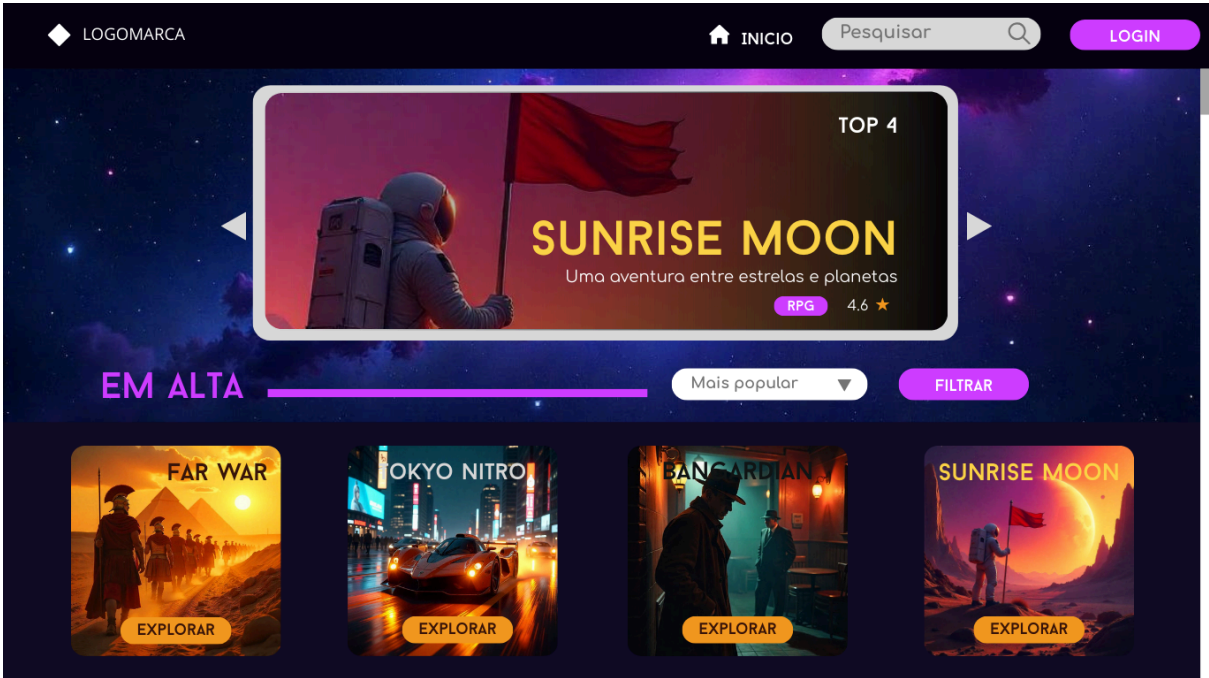 LOGOMARCA
INICIO
Pesquisar
LOGIN
TOP 4
SUNRISE MOON
Uma aventura entre estrelas e planetas
RPG 4.6 ★
EM ALTA
Mais popular
FILTRAR
FAR WAR
TOKYO NITRO
BANGARDIAN
SUNRISE MOON
EXPLORAR
EXPLORAR
EXPLORAR
EXPLORAR